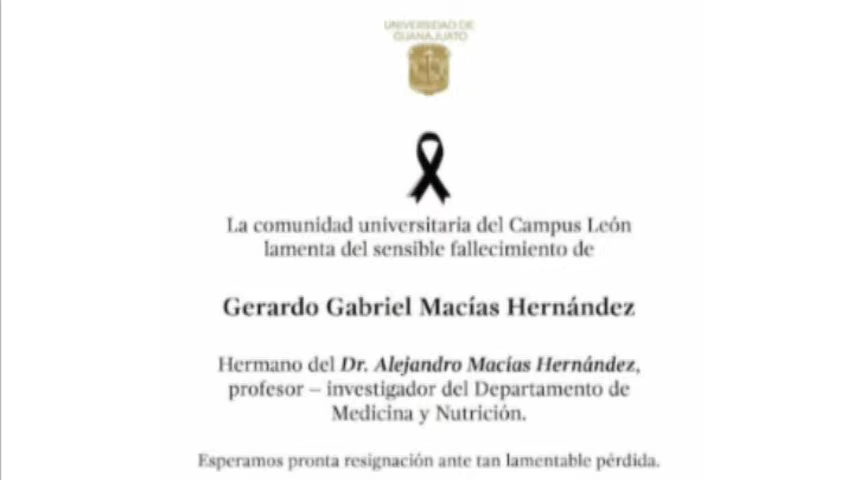 UNIVERSIDAD DE
GUANAJUATO
La comunidad universitaria del Campus León
lamenta del sensible fallecimiento de
Gerardo Gabriel Macías Hernández
Hermano del Dr. Alejandro Macías Hernández,
profesor – investigador del Departamento de
Medicina y Nutrición.
Esperamos pronta resignación ante tan lamentable pérdida.